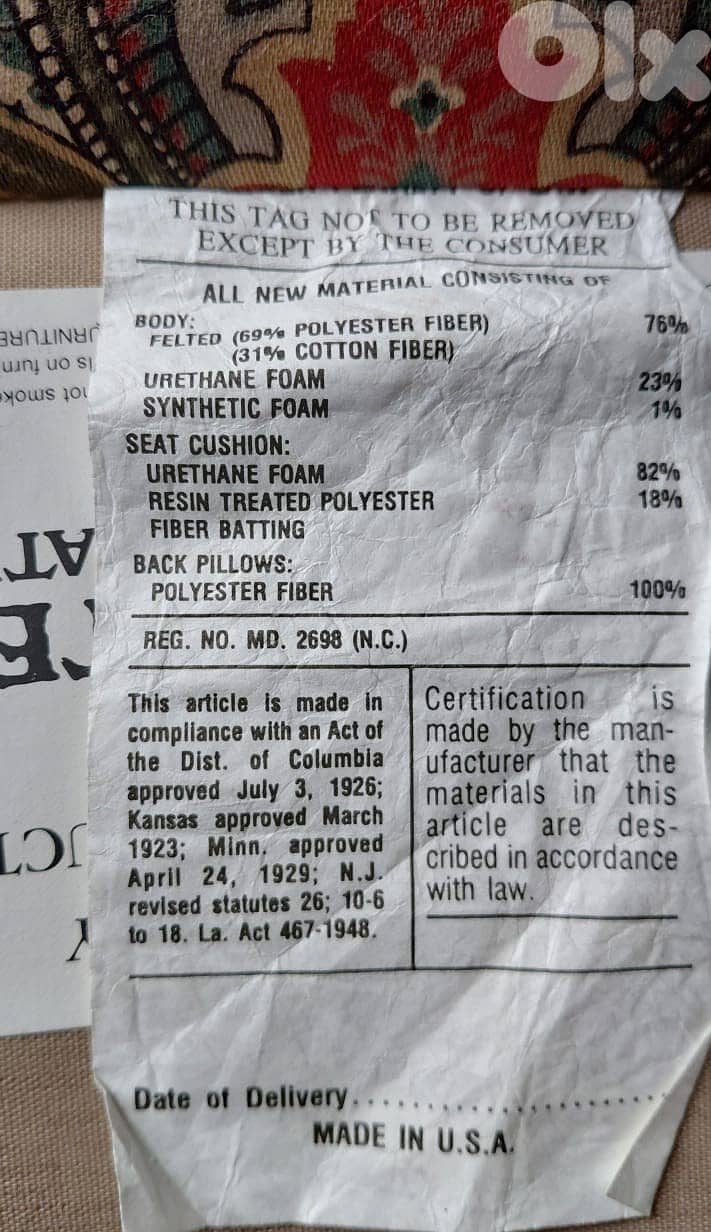 olx
THIS TAG NOT TO BE REMOVED
EXCEPT BY THE CONSUMER
ALL NEW MATERIAL CONSISTING OF
BODY:
FELTED (69% POLYESTER FIBER) 76%
(31% COTTON FIBER)
URETHANE FOAM 23%
SYNTHETIC FOAM 1%
SEAT CUSHION:
URETHANE FOAM 82%
RESIN TREATED POLYESTER 18%
FIBER BATTING
BACK PILLOWS:
POLYESTER FIBER 100%
REG. NO. MD. 2698 (N.C.)
This article is made in
compliance with an Act of
the Dist. of Columbia
approved July 3, 1926;
Kansas approved March
1923; Minn. approved
April 24, 1929; N.J.
revised statutes 26; 10-6
to 18. La. Act 467-1948.
Certification is
made by the man-
ufacturer that the
materials in this
article are des-
cribed in accordance
with law.
Date of Delivery......................
MADE IN U.S.A.
not smok
is on furn